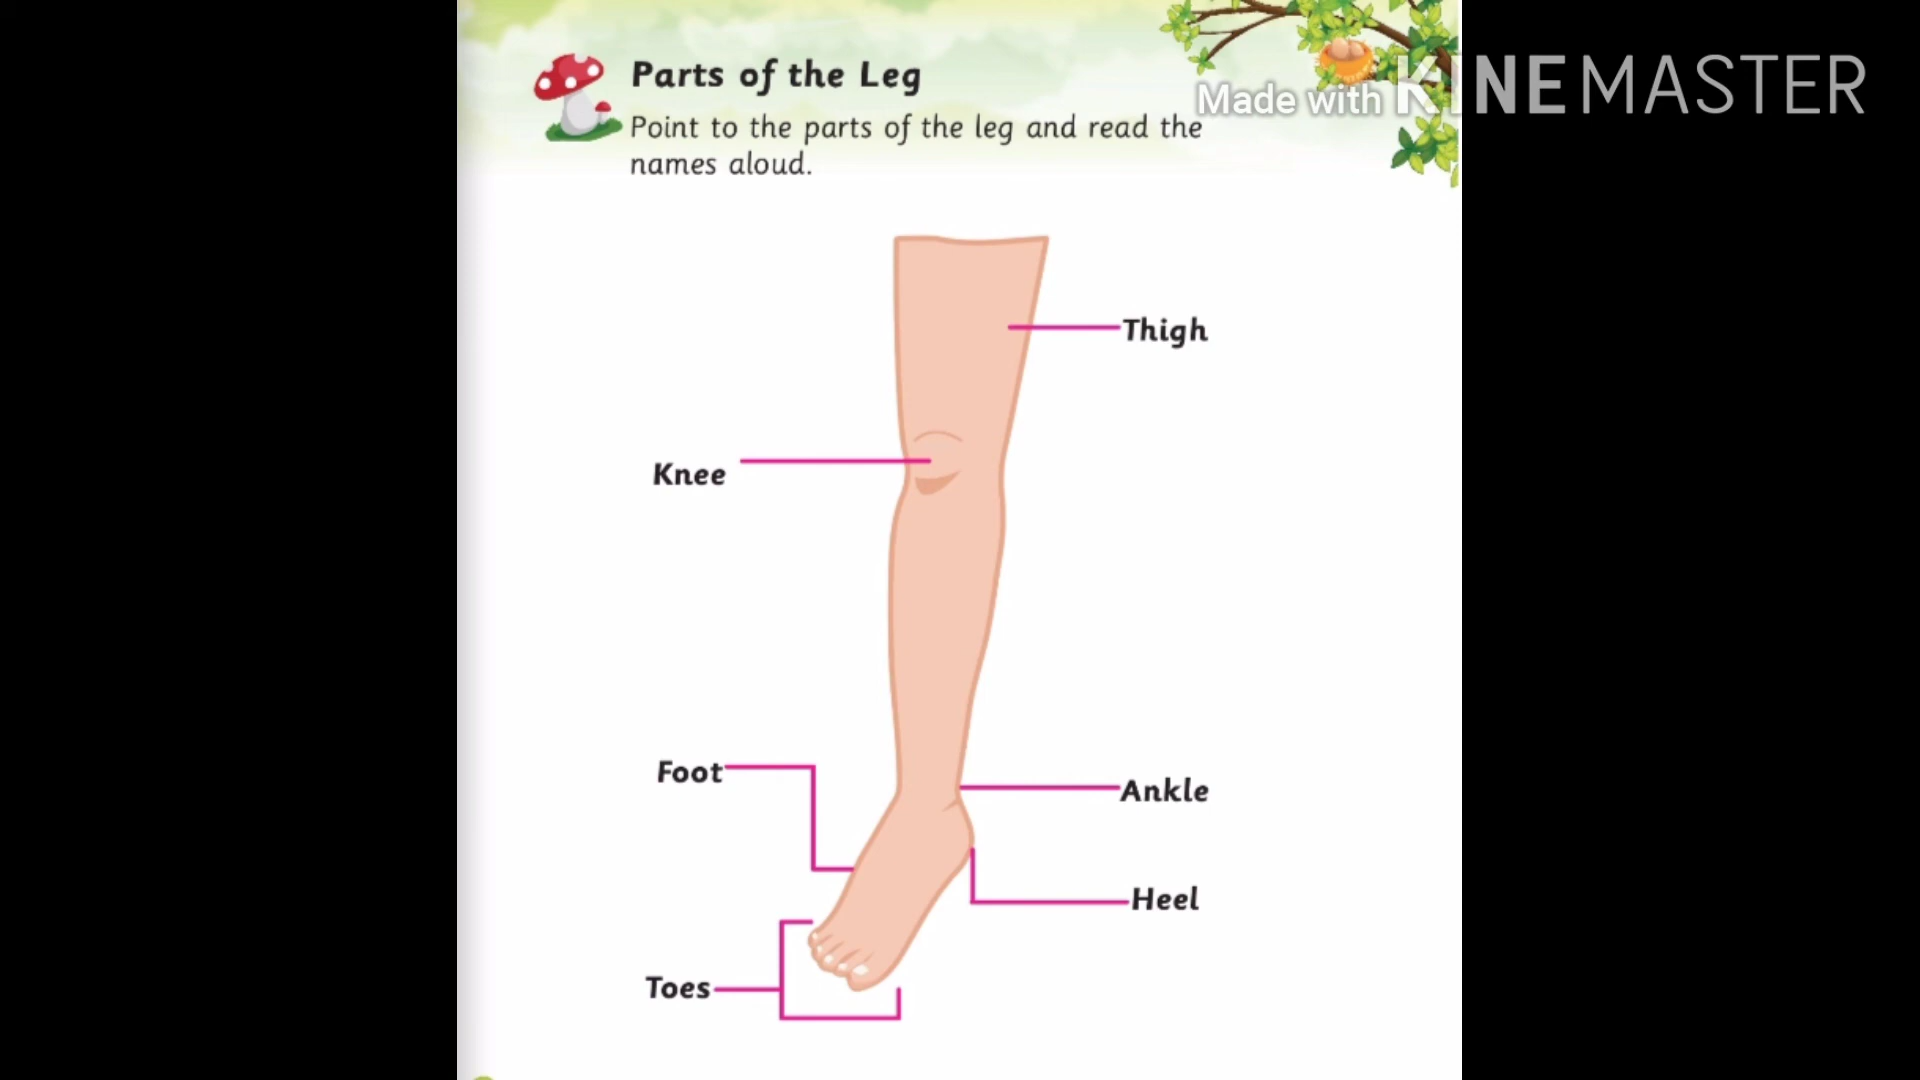 Parts of the Leg
Made with KINEMASTER
Point to the parts of the leg and read the
names aloud.
Thigh
Knee
Foot
Ankle
Heel
Toes